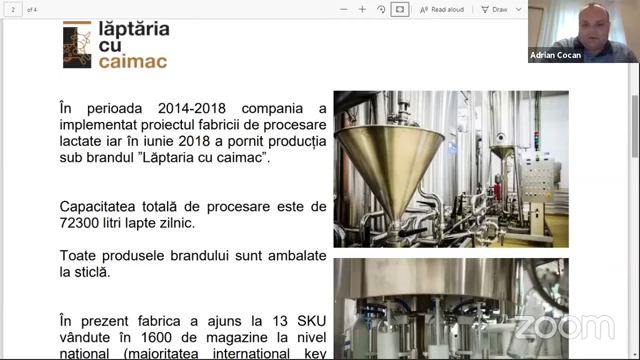 2 of 4
Read aloud
Draw
Adrian Cocan
lăptăria
cu
caimac
În perioada 2014-2018 compania a
implementat proiectul fabricii de procesare
lactate iar în iunie 2018 a pornit producția
sub brandul "Lăptaria cu caimac".
Capacitatea totală de procesare este de
72300 litri lapte zilnic.
Toate produsele brandului sunt ambalate
la sticlă.
În prezent fabrica a ajuns la 13 SKU
vândute în 1600 de magazine la nivel
național (majoritatea international key
zoom